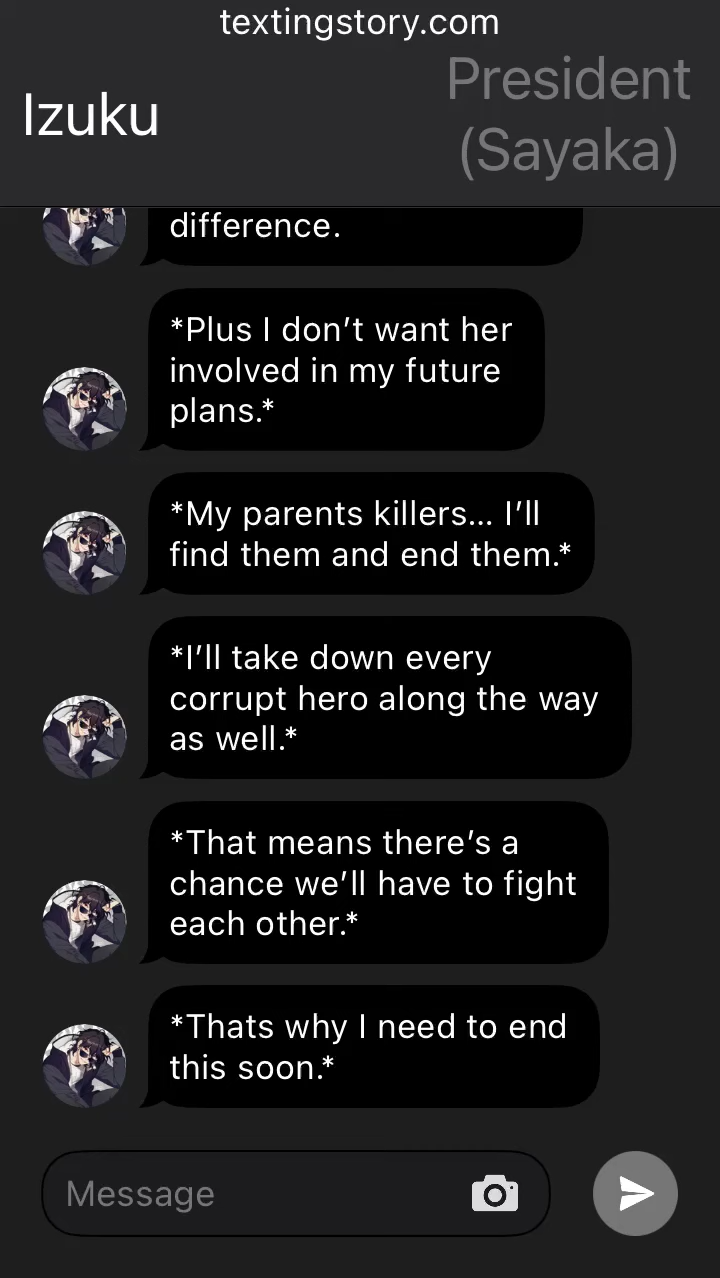 textingstory.com
Izuku
President
(Sayaka)
difference.
*Plus I don’t want her
involved in my future
plans.*
*My parents killers... I’ll
find them and end them.*
*I’ll take down every
corrupt hero along the way
as well.*
*That means there’s a
chance we’ll have to fight
each other.*
*Thats why I need to end
this soon.*
Message